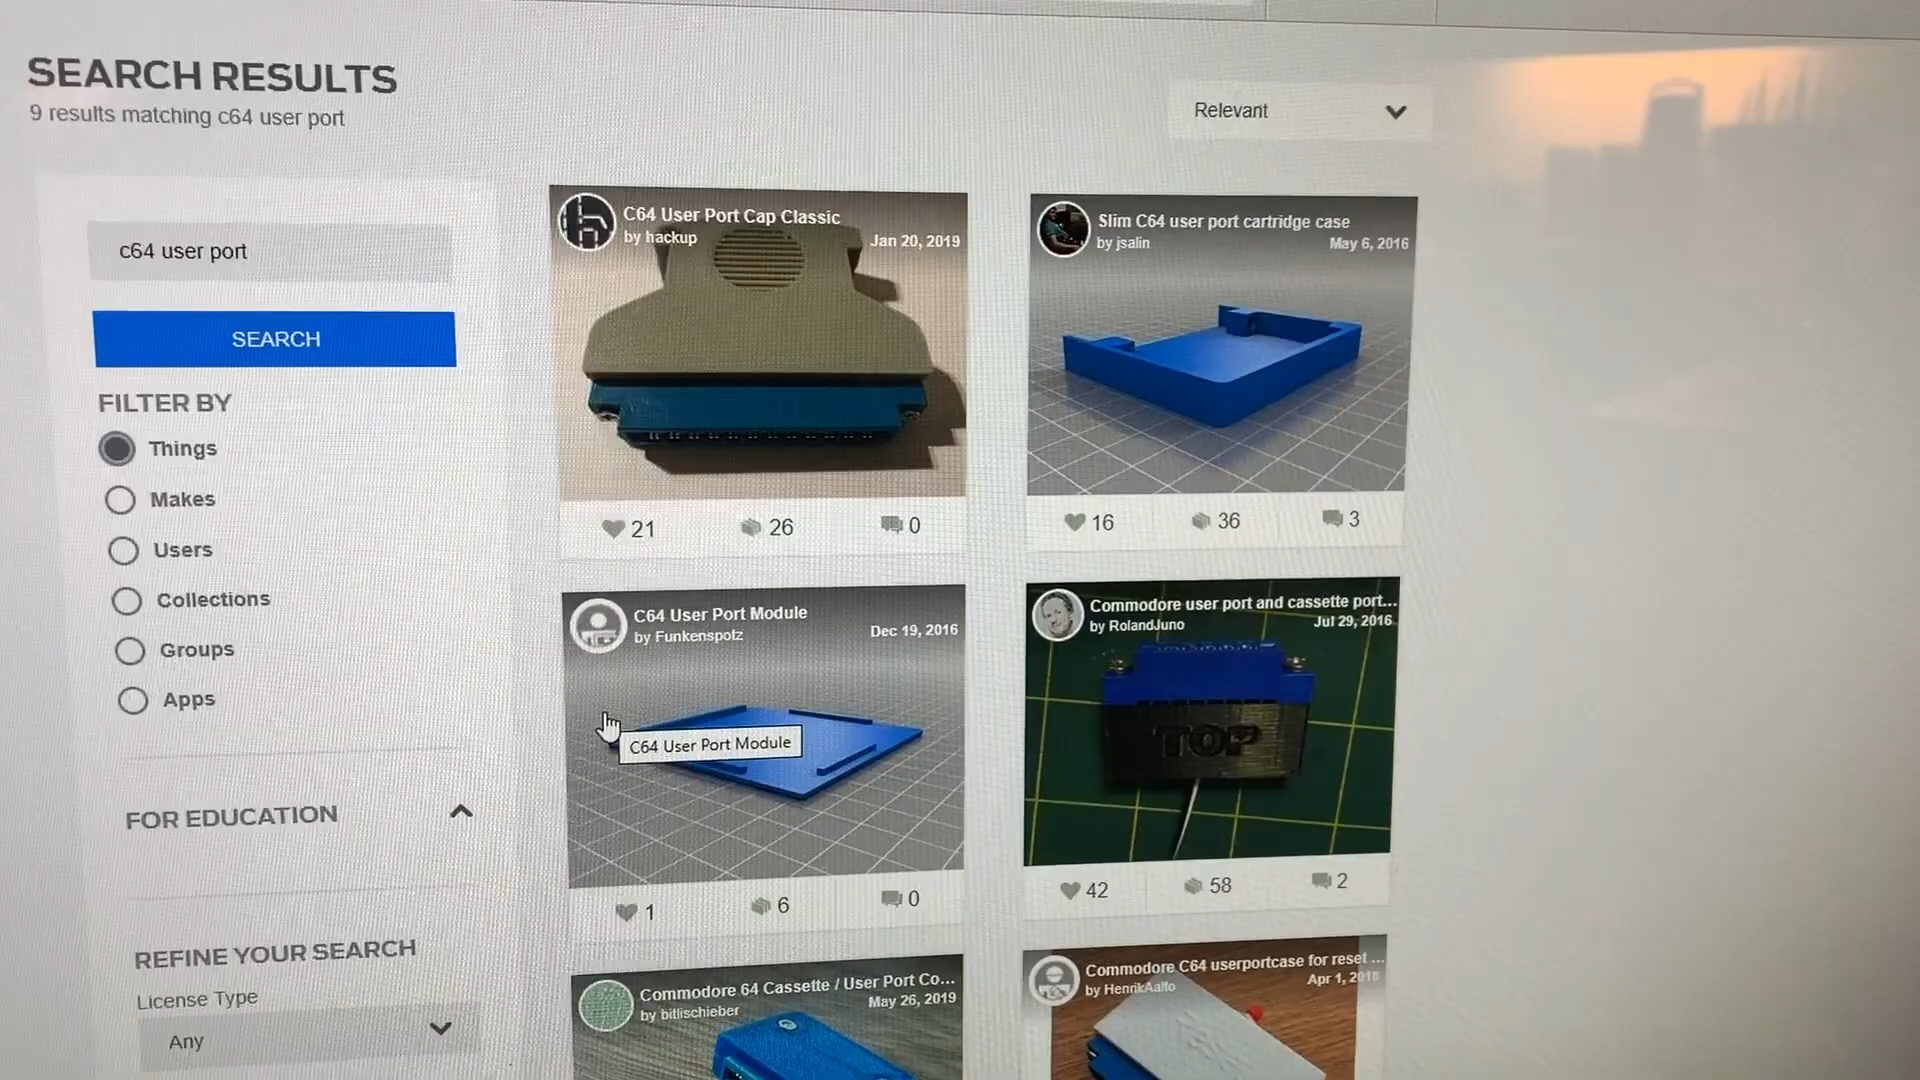 SEARCH RESULTS
9 results matching c64 user port
Relevant
c64 user port
SEARCH
FILTER BY
Things
Makes
Users
Collections
Groups
Apps
FOR EDUCATION
REFINE YOUR SEARCH
License Type
Any
C64 User Port Cap Classic
by hackup
Jan 20, 2019
21
26
0
Slim C64 user port cartridge case
by jsalin
May 6, 2016
16
36
3
C64 User Port Module
by Funkenspotz
Dec 19, 2016
C64 User Port Module
1
6
0
Commodore user port and cassette port...
by RolandJuno
Jul 29, 2016
TOP
42
58
2
Commodore 64 Cassette / User Port Co...
by billschieber
May 26, 2019
Commodore C64 userportcase for reset ...
by HenrikAalto
Apr 1, 2018